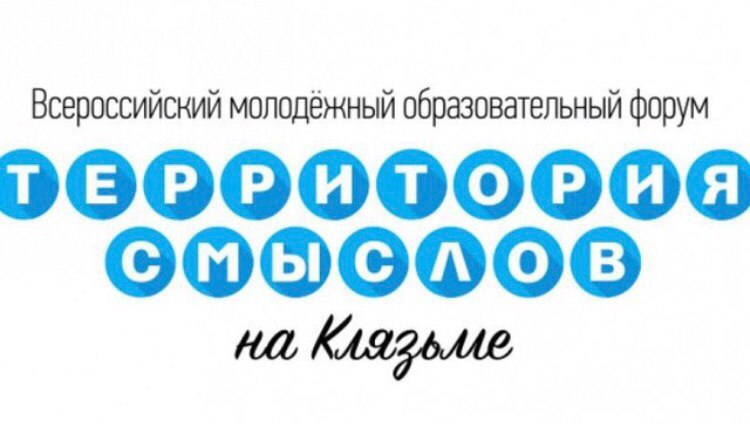 Всероссийский молодёжный образовательный форум
ТЕРРИТОРИЯ
СМЫСЛОВ
на Клязьме